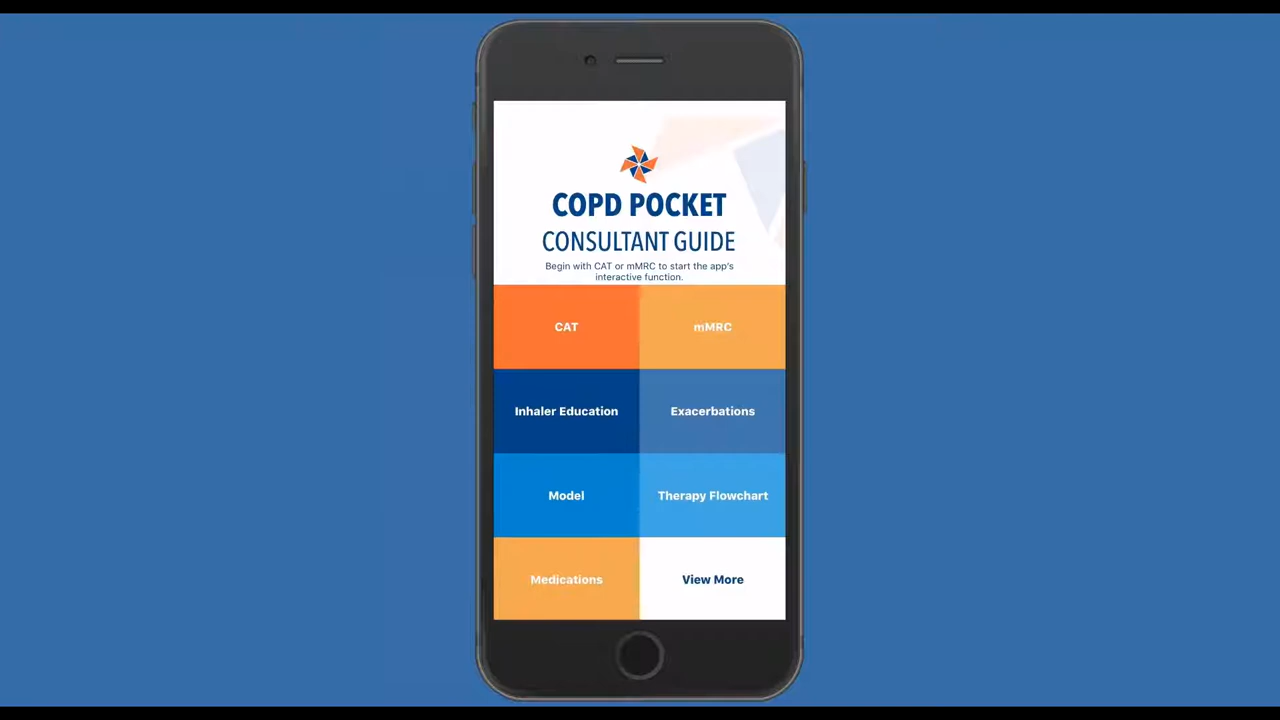 COPD POCKET
CONSULTANT GUIDE
Begin with CAT or mMRC to start the app's
interactive function.
CAT
mMRC
Inhaler Education
Exacerbations
Model
Therapy Flowchart
Medications
View More